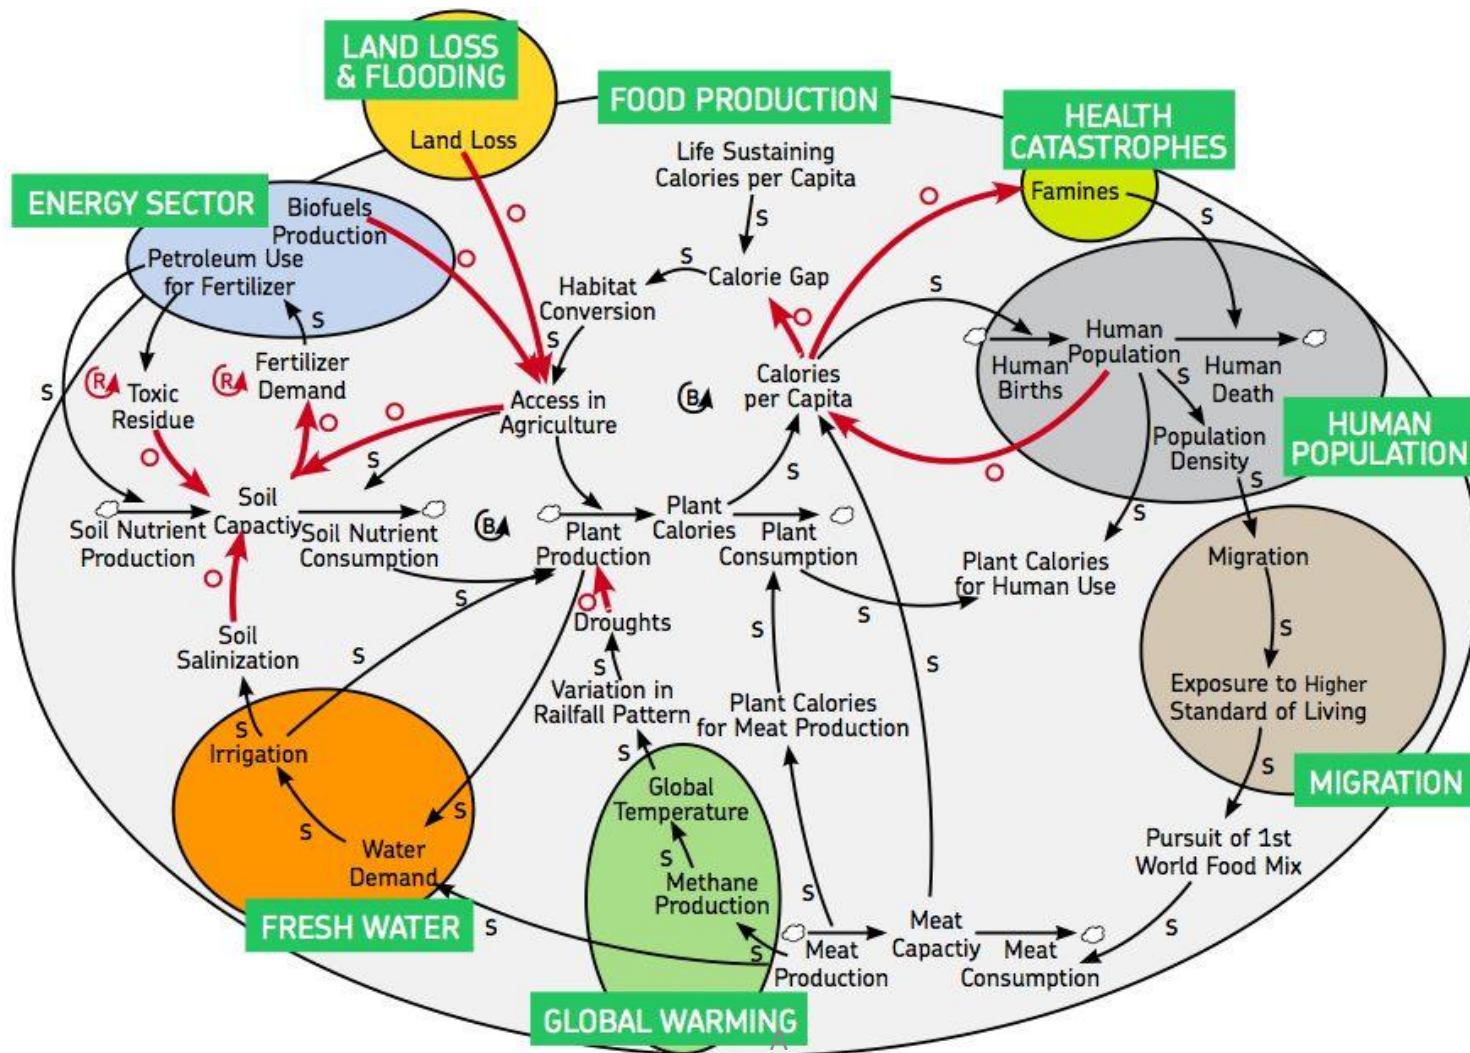 LAND LOSS
& FLOODING
Land Loss
FOOD PRODUCTION
Life Sustaining
Calories per Capita
S
HEALTH
CATASTROPHES
Famines
S
O
O
ENERGY SECTOR
Biofuels
Production
O
Petroleum Use
for Fertilizer
S
S
Fertilizer
Demand
R
R
Toxic
Residue
O
O
O
Habitat
Conversion
S
S
Calorie Gap
O
S
Access in
Agriculture
S
B
Calories
per Capita
Human
Births
Human
Population
S
Human
Death
Population
Density
S
O
S
HUMAN
POPULATION
Soil Nutrient
Production
Soil
Capactiy
Soil Nutrient
Consumption
S
B
Plant
Production
Plant
Calories
S
Plant
Consumption
S
Plant Calories
for Human Use
Migration
S
Exposure to Higher
Standard of Living
S
MIGRATION
O
Soil
Salinization
S
S
O
Droughts
S
Variation in
Railfall Pattern
S
S
Plant Calories
for Meat Production
S
S
Irrigation
S
Water
Demand
S
FRESH WATER
S
Global
Temperature
S
Methane
Production
S
GLOBAL WARMING
A
Meat
Production
Meat
Capactiy
Meat
Consumption
Pursuit of 1st
World Food Mix
S